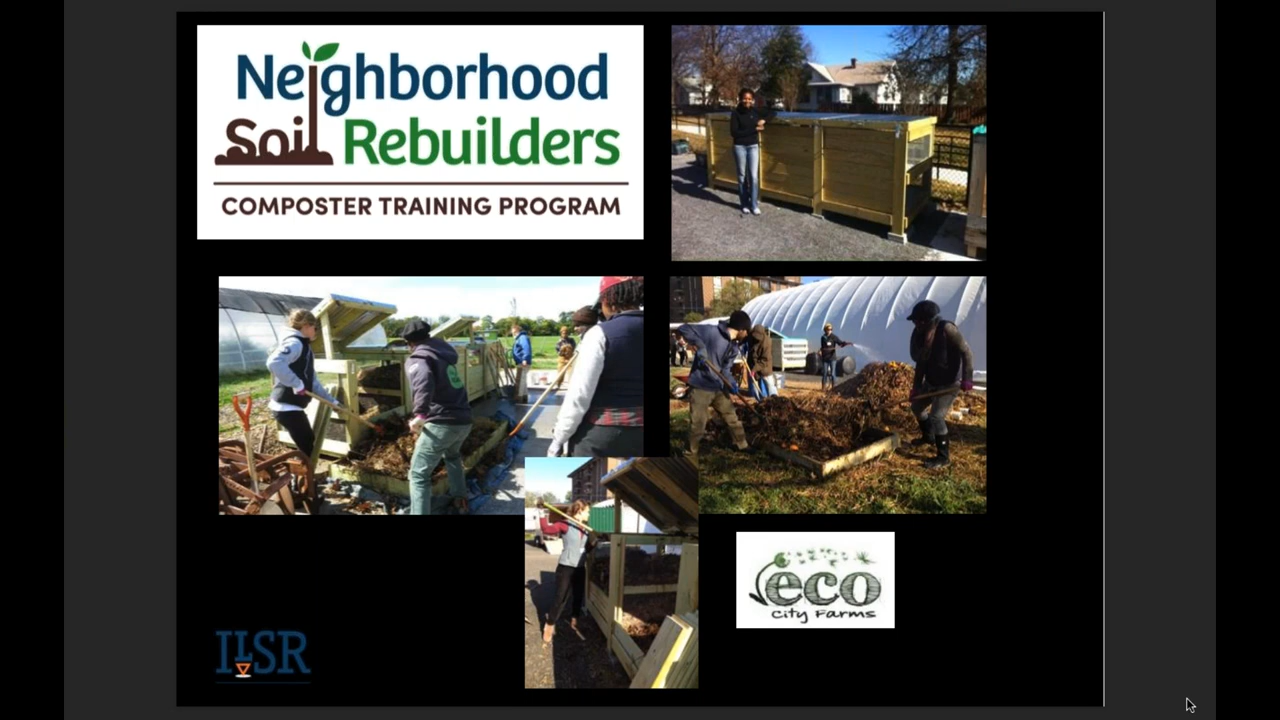 Neighborhood
Soil Rebuilders
COMPOSTER TRAINING PROGRAM
eco
City Farms
ILSR